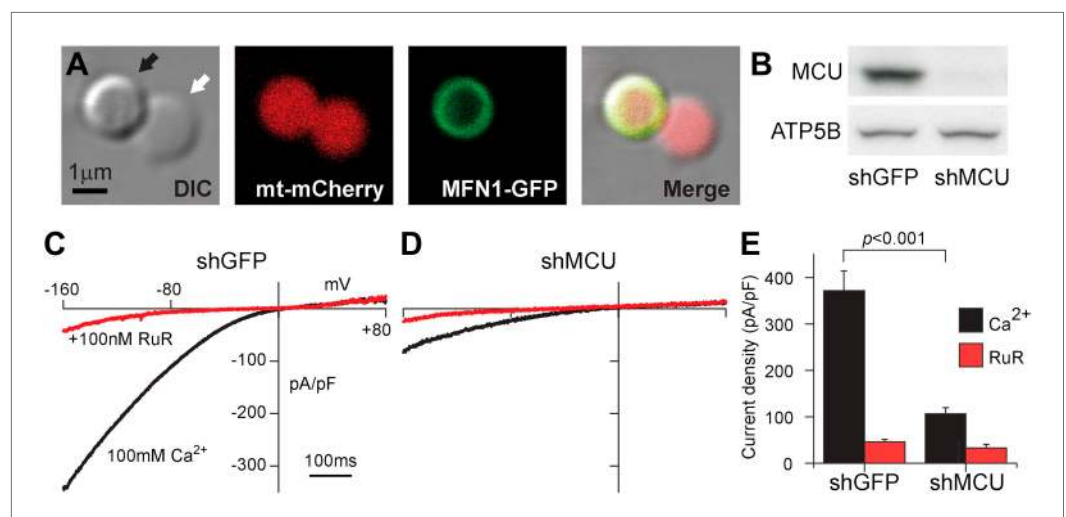 A
1μm
DIC
mt-mCherry
MFN1-GFP
Merge
B
MCU
ATP5B
shGFP shMCU
C
shGFP
-160
-80
mV
+80
+100nM RuR
-100
pA/pF
-200
100mM Ca²⁺
-300
100ms
D
shMCU
E
p<0.001
Current density (pA/pF)
400
300
200
100
0
Ca²⁺
RuR
shGFP shMCU